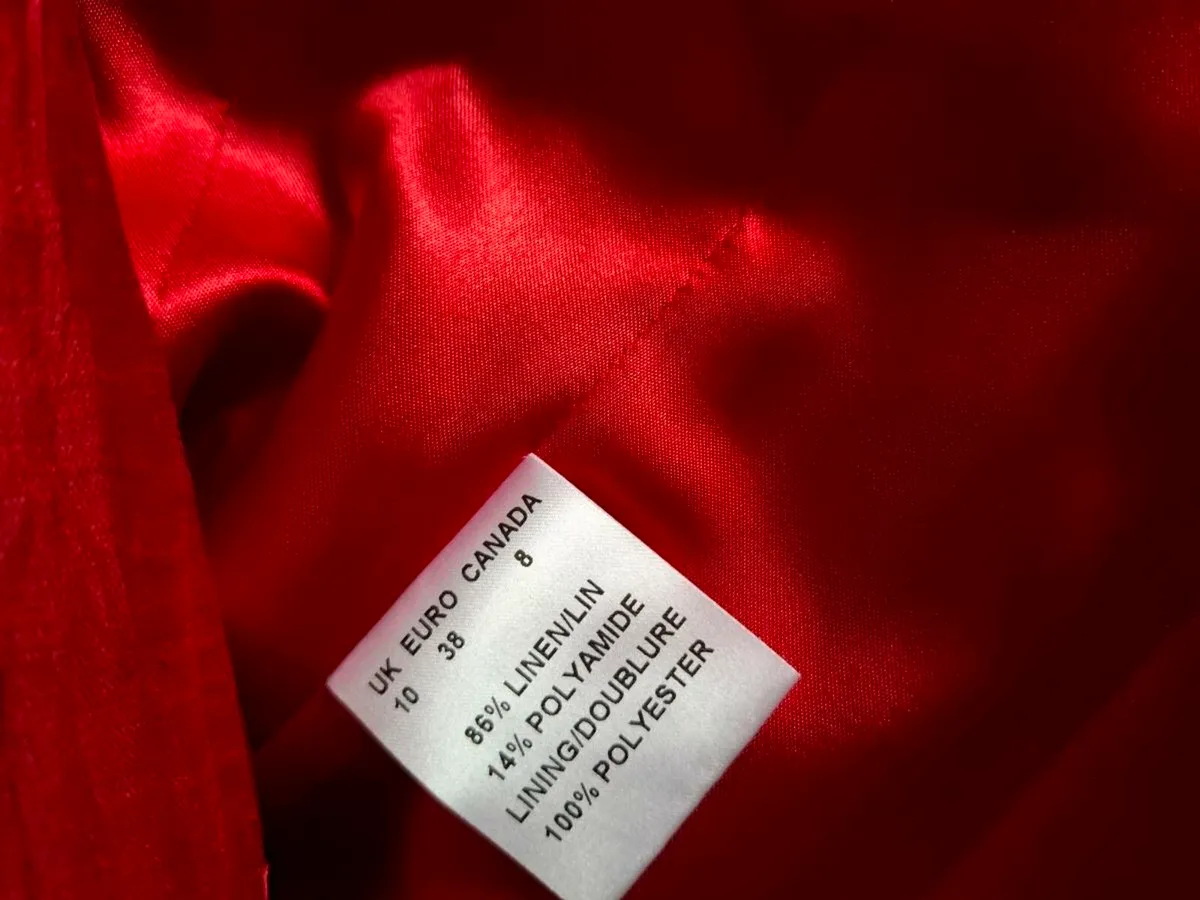 UK EURO CANADA
10 38 8
86% LINEN/LIN
14% POLYAMIDE
LINING/DOUBLURE
100% POLYESTER